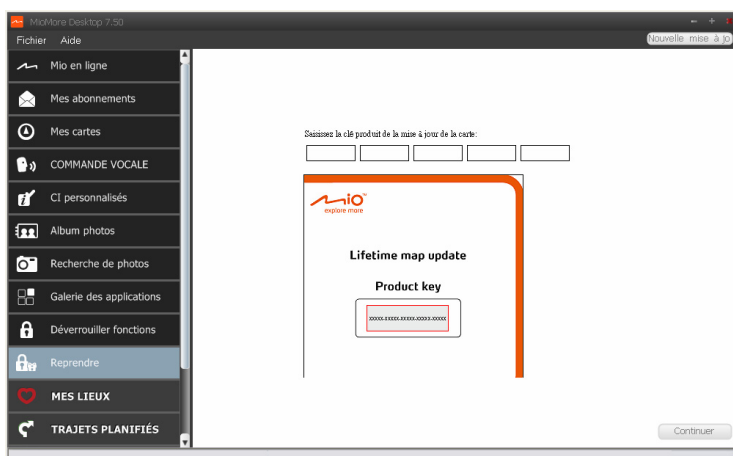 MioMore Desktop 7.50
Fichier Aide
Nouvelle mise à jo
Mio en ligne
Mes abonnements
Mes cartes
COMMANDE VOCALE
CI personnalisés
Album photos
Recherche de photos
Galerie des applications
Déverrouiller fonctions
Reprendre
MES LIEUX
TRAJETS PLANIFIÉS
Saisissez la clé produit de la mise à jour de la carte:
Mio™
explore more
Lifetime map update
Product key
xxxxx-xxxxx-xxxxx-xxxxx-xxxxx
Continuer